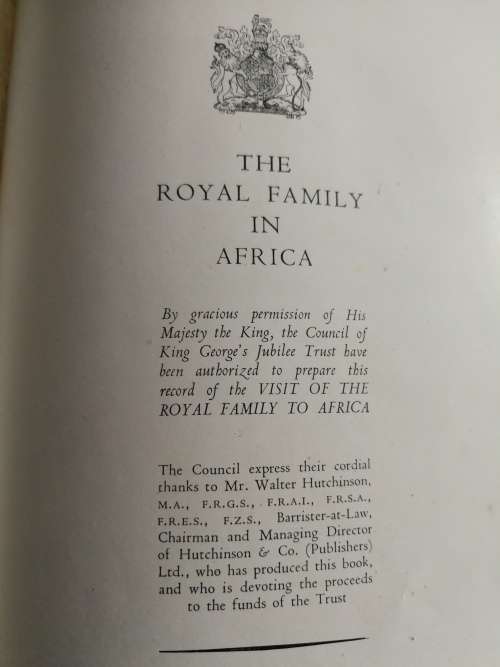 THE
ROYAL FAMILY
IN
AFRICA
By gracious permission of His
Majesty the King, the Council of
King George's Jubilee Trust have
been authorized to prepare this
record of the VISIT OF THE
ROYAL FAMILY TO AFRICA
The Council express their cordial
thanks to Mr. Walter Hutchinson,
M.A., F.R.G.S., F.R.A.I., F.R.S.A.,
F.R.E.S., F.Z.S., Barrister-at-Law,
Chairman and Managing Director
of Hutchinson & Co. (Publishers)
Ltd., who has produced this book,
and who is devoting the proceeds
to the funds of the Trust